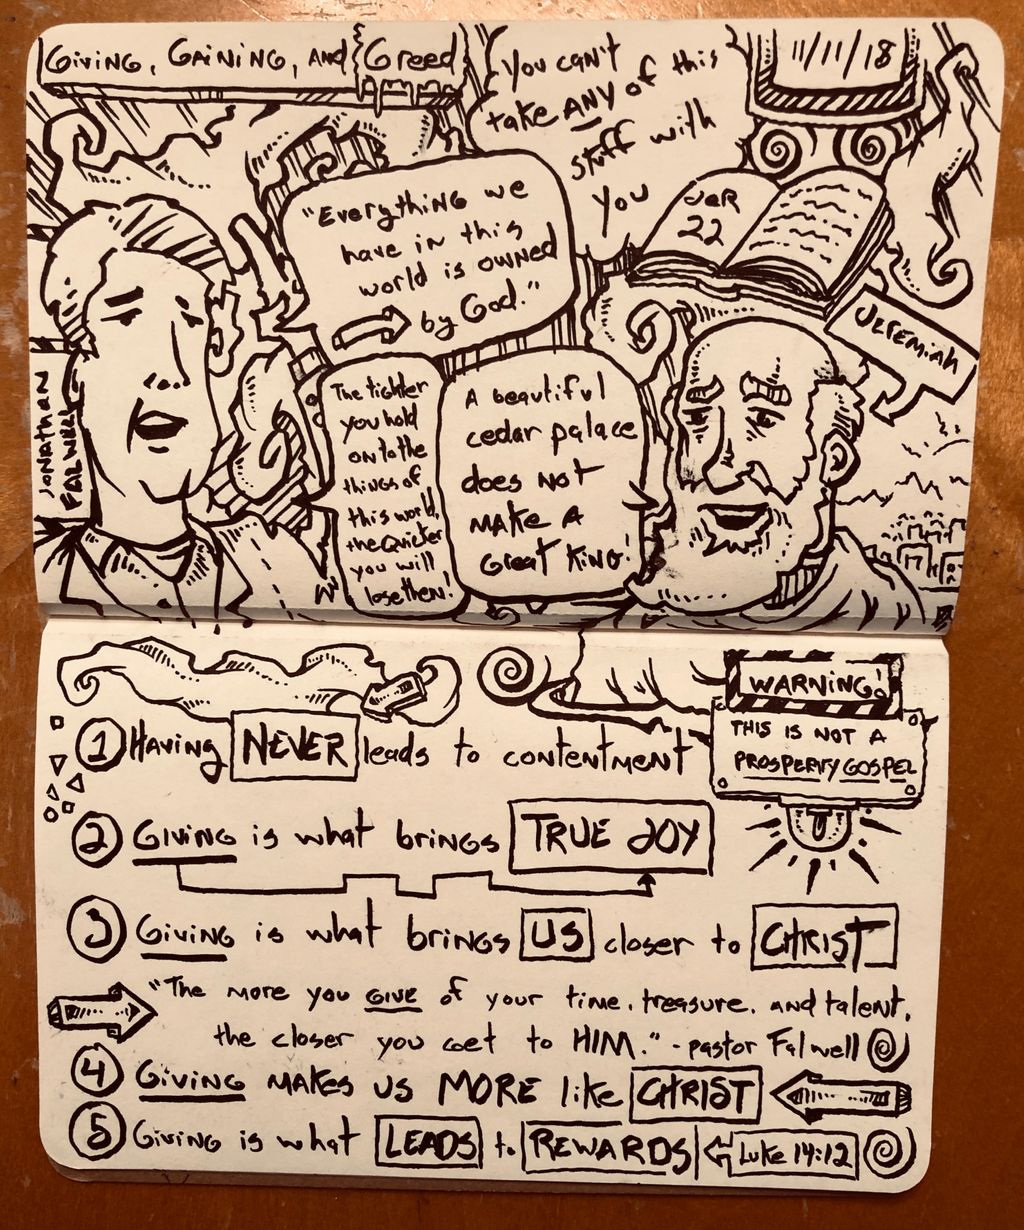 Giving, Gaining, and Greed
You can't
take ANY of this
stuff with
you
11/11/18
JER
22
"Everything we
have in this
world is owned
by God."
JEREMIAH
JONATHAN
FALWELL
The tighter
you hold
onto the
things of
this world,
the Quicker
you will
lose then!
A beautiful
cedar palace
does not
make a
Great King!
WARNING!
THIS IS NOT A
PROSPERITY GOSPEL
1 Having NEVER leads to contentment
2 Giving is what brings TRUE JOY
3 Giving is what brings US closer to CHRIST
"The more you GIVE of your time, treasure, and talent,
the closer you get to HIM." - pastor Falwell
4 Giving makes us MORE like CHRIST
5 Giving is what LEADS to REWARDS Luke 14:12